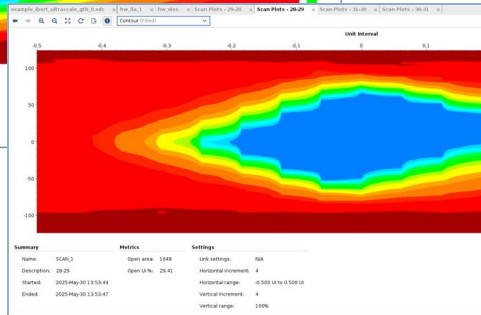 example_ibert_ultrascale_gth_0.xdc × hw_ila_1 × hw_vios × Scan Plots - 29-28 × Scan Plots - 28-29 × Scan Plots - 31-30 × Scan Plots - 30-31 ×
Contour (Filled)
Unit Interval
-0.5 -0.4 -0.3 -0.2 -0.1 0 0.1
100
50
0
-50
-100
Summary Metrics Settings
Name: SCAN_1 Open area: 1648 Link settings: N/A
Description: 28-29 Open UI %: 29.41 Horizontal increment: 4
Started: 2025-May-30 13:53:44 Horizontal range: -0.500 UI to 0.500 UI
Ended: 2025-May-30 13:53:47 Vertical increment: 4
Vertical range: 100%